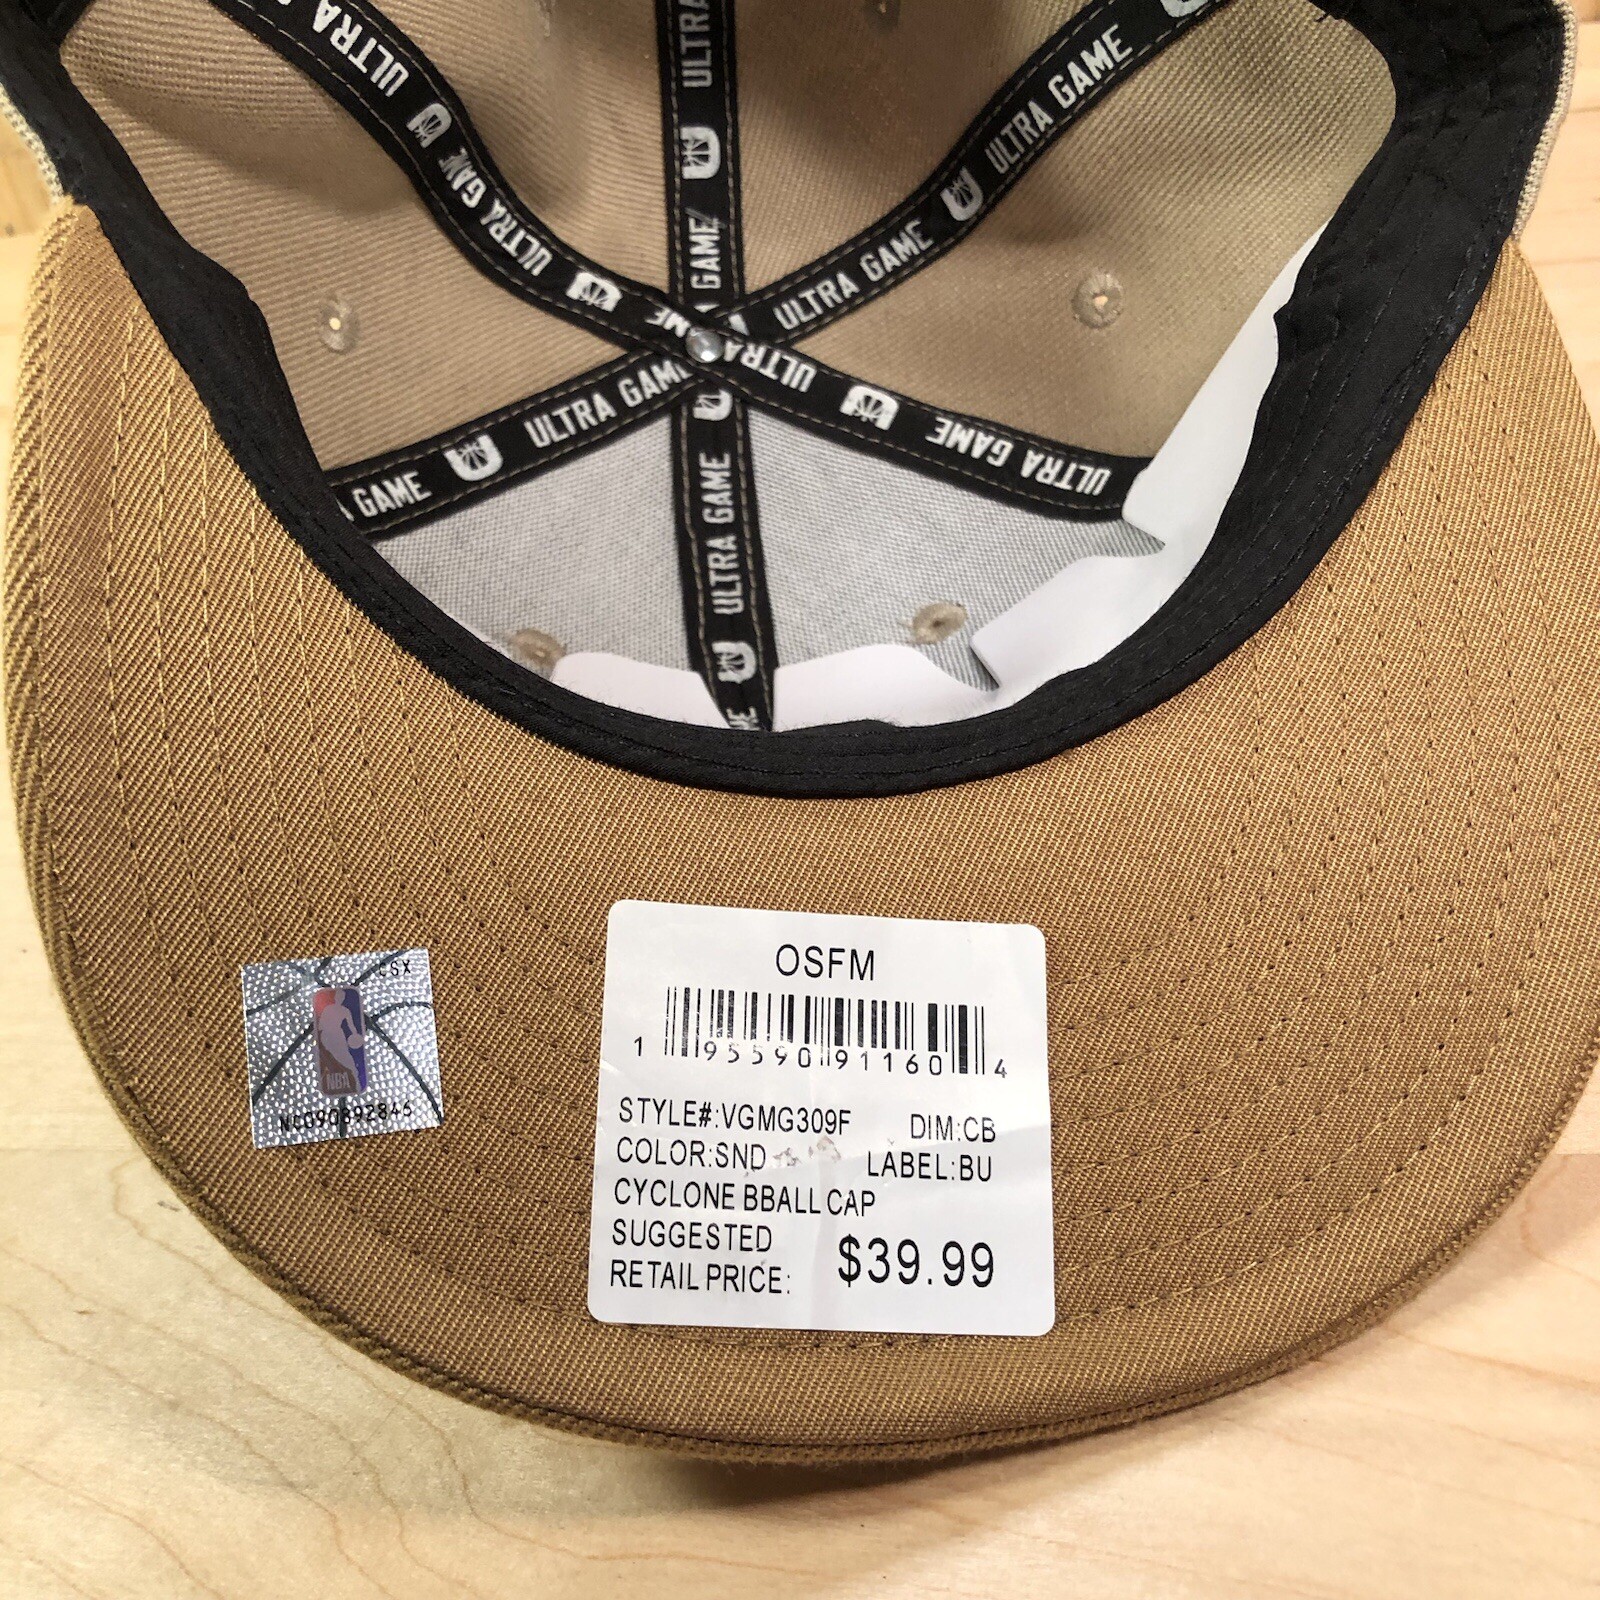 ULTRA
ULTRA
ULTRA GAME
ULTRA GAME
GAME
ULTRA GAME
ULTRA
ULTRA GAME
GAME
ULTRA GAME
ULTRA GAME
CSX
NBA
OSFM
1 95590 91160 4
STYLE#:VGMG309F DIM:CB
COLOR:SND LABEL:BU
CYCLONE BBALL CAP
SUGGESTED
RETAIL PRICE: $39.99